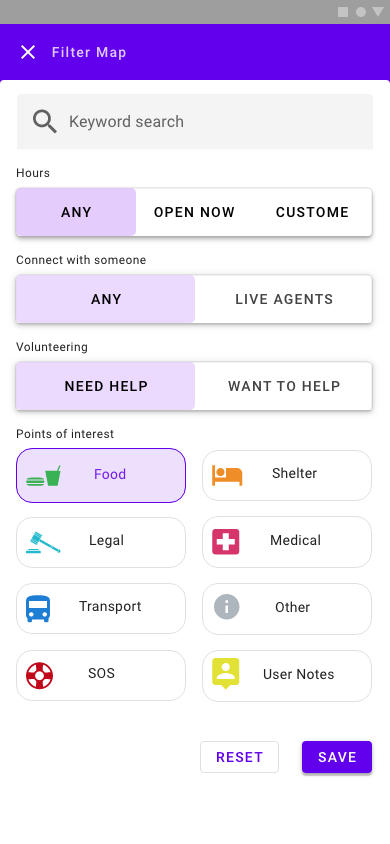 Filter Map
Keyword search
Hours
ANY OPEN NOW CUSTOME
Connect with someone
ANY LIVE AGENTS
Volunteering
NEED HELP WANT TO HELP
Points of interest
Food Shelter
Legal Medical
Transport Other
SOS User Notes
RESET SAVE